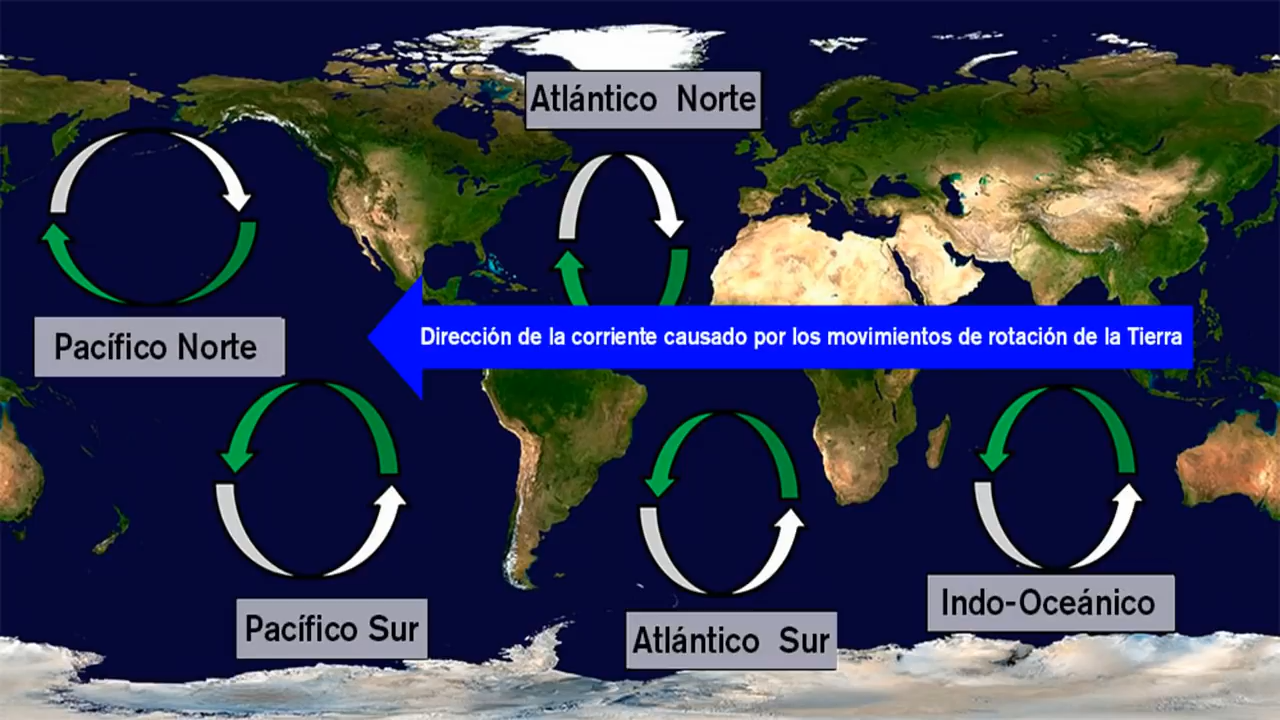 Atlántico Norte
Dirección de la corriente causado por los movimientos de rotación de la Tierra
Pacífico Norte
Indo-Oceánico
Pacífico Sur
Atlántico Sur